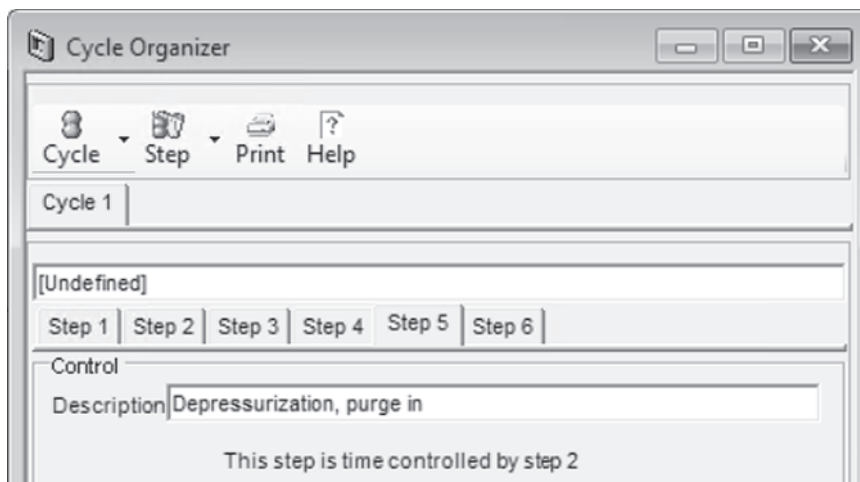 Cycle Organizer
Cycle Step Print Help
Cycle 1
[Undefined]
Step 1 Step 2 Step 3 Step 4 Step 5 Step 6
Control
Description Depressurization, purge in
This step is time controlled by step 2